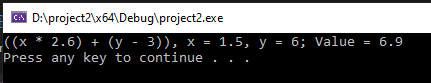 D:\project2\x64\Debug\project2.exe
((x * 2.6) + (y - 3)), x = 1.5, y = 6; Value = 6.9
Press any key to continue . . .